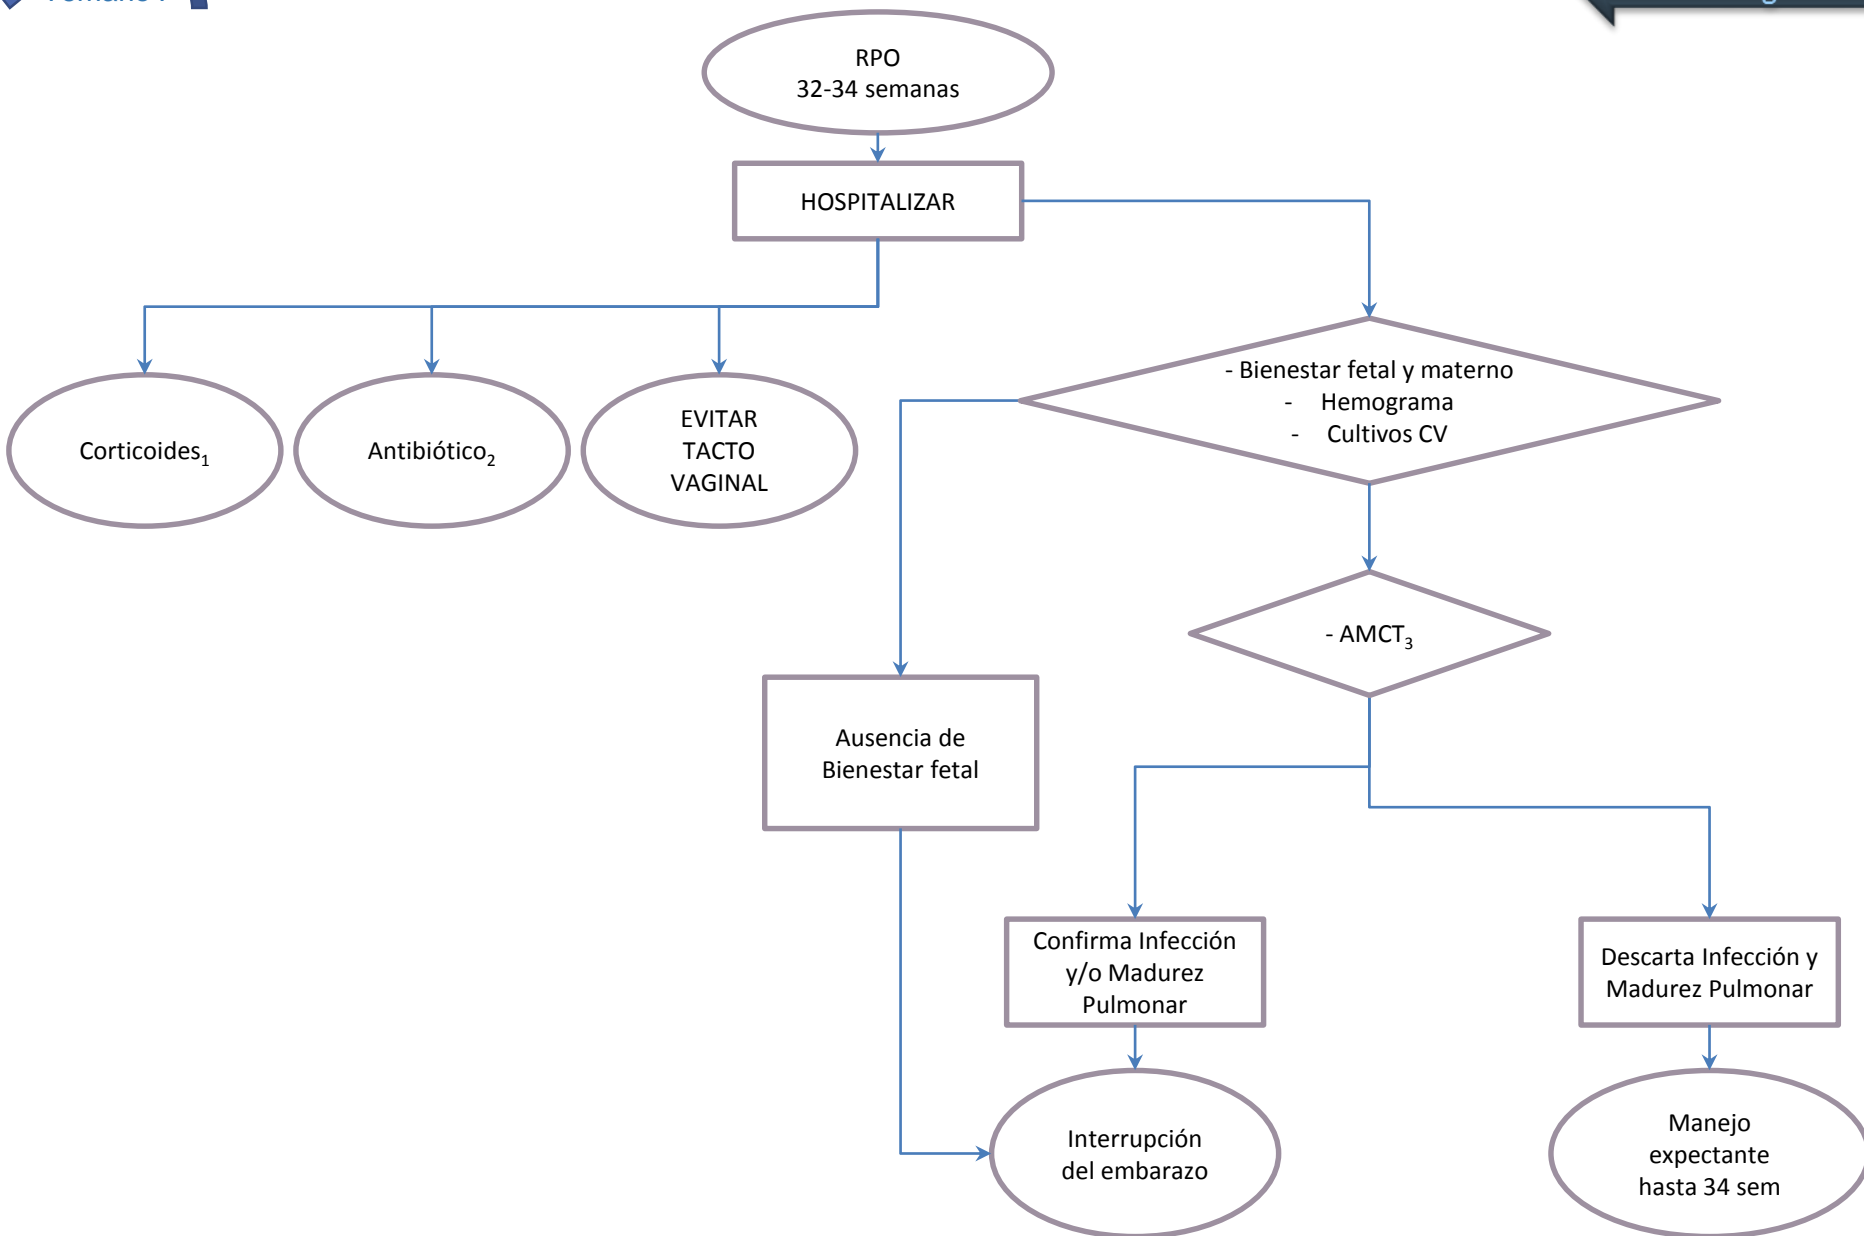 RPO
32-34 semanas
HOSPITALIZAR
Corticoides1
Antibiótico2
EVITAR
TACTO
VAGINAL
- Bienestar fetal y materno
- Hemograma
- Cultivos CV
- AMCT3
Ausencia de
Bienestar fetal
Confirma Infección
y/o Madurez
Pulmonar
Descarta Infección y
Madurez Pulmonar
Interrupción
del embarazo
Manejo
expectante
hasta 34 sem